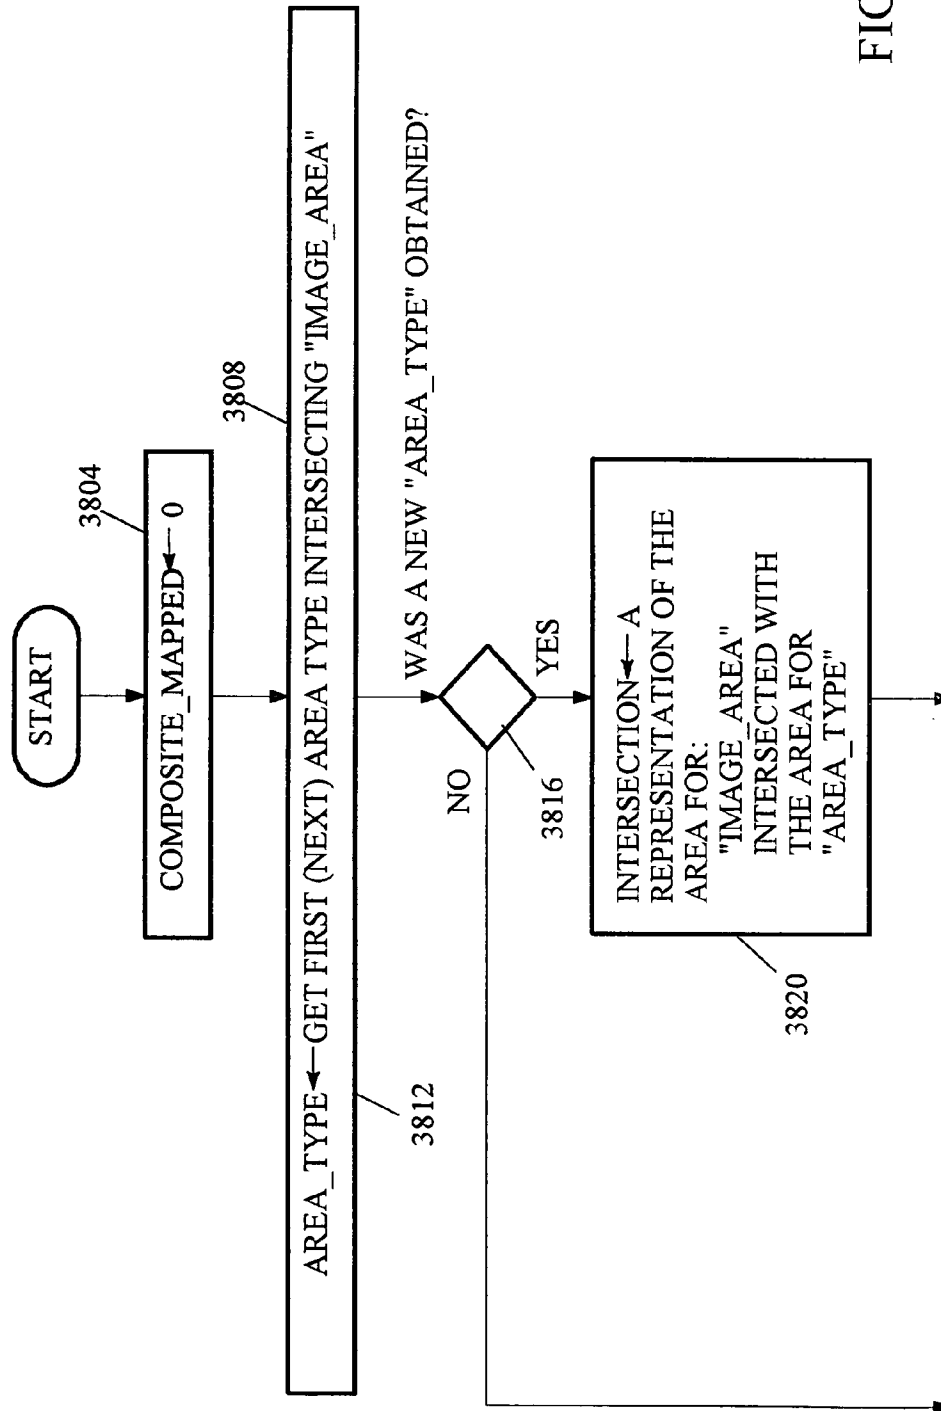 START
3804
COMPOSITE_MAPPED← 0
3808
AREA_TYPE←GET FIRST (NEXT) AREA TYPE INTERSECTING "IMAGE_AREA"
3812
WAS A NEW "AREA_TYPE" OBTAINED?
NO
YES
3816
INTERSECTION← A
REPRESENTATION OF THE
AREA FOR:
"IMAGE_AREA"
INTERSECTED WITH
THE AREA FOR
"AREA_TYPE"
3820